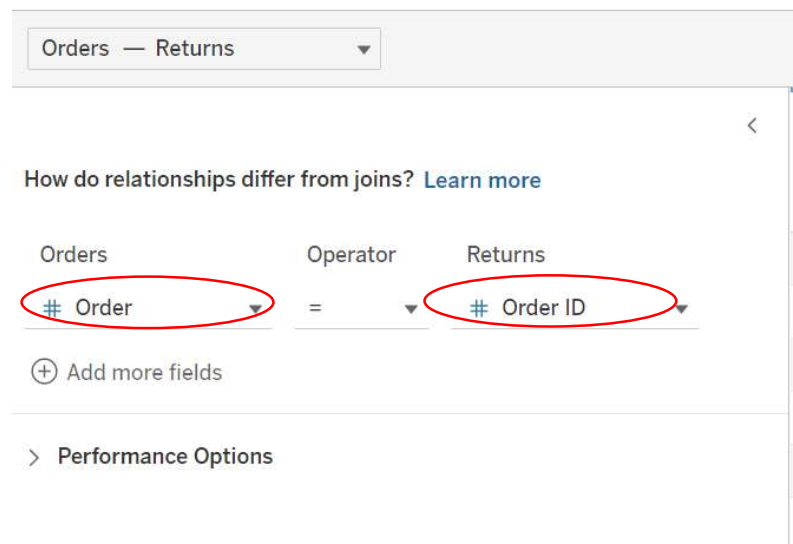 Orders — Returns
How do relationships differ from joins? Learn more
Orders Operator Returns
# Order = # Order ID
Add more fields
Performance Options